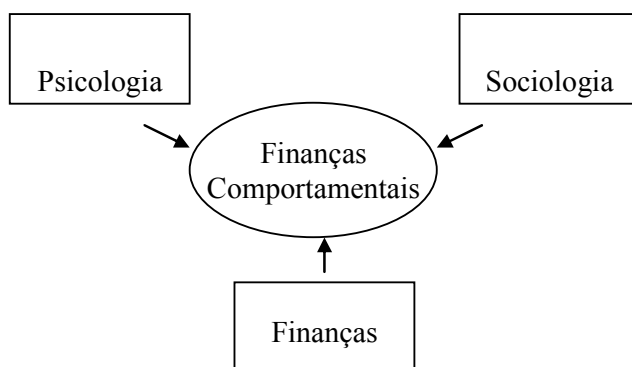 Psicologia
Sociologia
Finanças
Comportamentais
Finanças